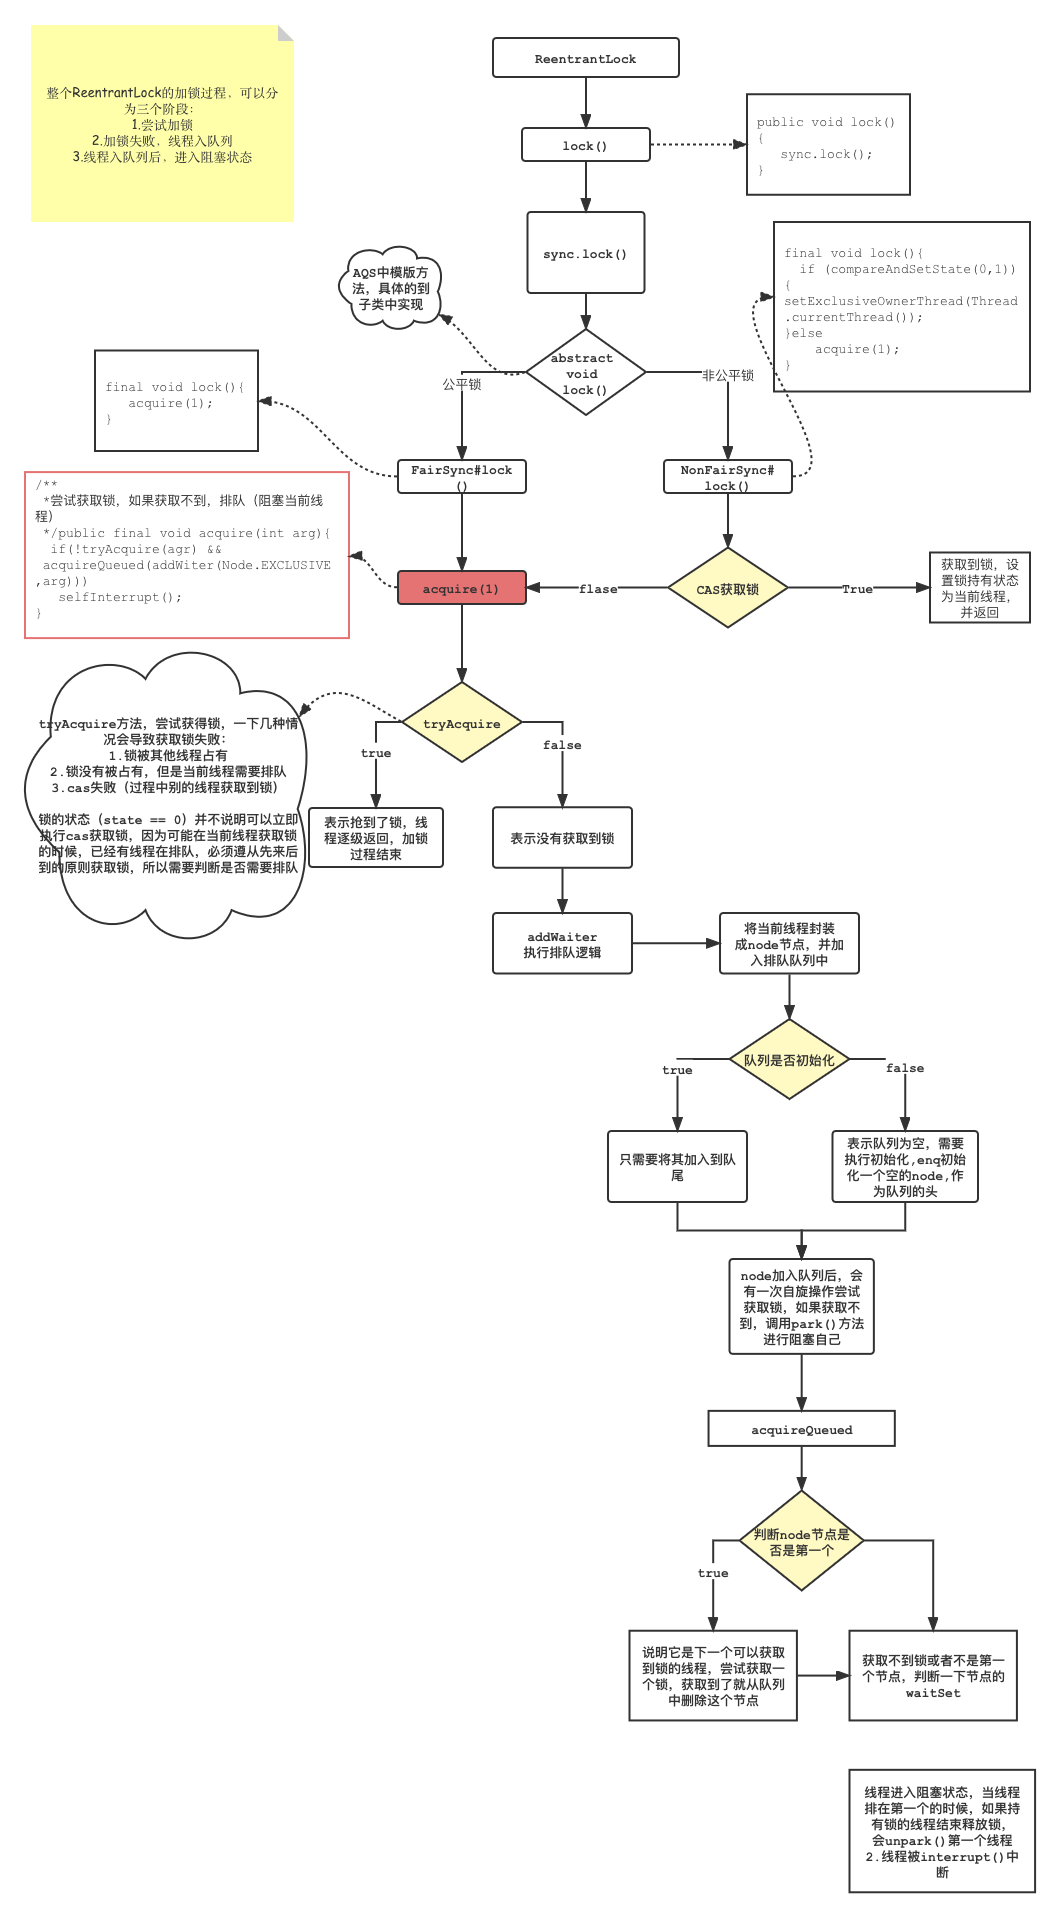 整个ReentrantLock的加锁过程，可以分
为三个阶段：
1.尝试加锁
2.加锁失败，线程入队列
3.线程入队列后，进入阻塞状态
ReentrantLock
lock()
public void lock()
{
sync.lock();
}
sync.lock()
AQS中模版方
法，具体的到
子类中实现
final void lock(){
if (compareAndSetState(0,1))
{
setExclusiveOwnerThread(Thread
.currentThread());
}else
acquire(1);
}
abstract
void
lock()
公平锁
非公平锁
final void lock(){
acquire(1);
}
FairSync#lock
()
NonFairSync#
lock()
/**
*尝试获取锁，如果获取不到，排队（阻塞当前线
程）
*/public final void acquire(int arg){
if(!tryAcquire(agr) &&
acquireQueued(addWiter(Node.EXCLUSIVE
,arg)))
selfInterrupt();
}
acquire(1)
flase
CAS获取锁
True
获取到锁，设
置锁持有状态
为当前线程，
并返回
tryAcquire方法，尝试获得锁，一下几种情
况会导致获取锁失败：
1.锁被其他线程占有
2.锁没有被占有，但是当前线程需要排队
3.cas失败（过程中别的线程获取到锁）
锁的状态（state == 0）并不说明可以立即
执行cas获取锁，因为可能在当前线程获取锁
的时候，已经有线程在排队，必须遵从先来后
到的原则获取锁，所以需要判断是否需要排队
tryAcquire
true
false
表示抢到了锁，线
程逐级返回，加锁
过程结束
表示没有获取到锁
addWaiter
执行排队逻辑
将当前线程封装
成node节点，并加
入排队队列中
队列是否初始化
true
false
只需要将其加入到队
尾
表示队列为空，需要
执行初始化,enq初始
化一个空的node,作
为队列的头
node加入队列后，会
有一次自旋操作尝试
获取锁，如果获取不
到，调用park()方法
进行阻塞自己
acquireQueued
判断node节点是
否是第一个
true
说明它是下一个可以获取
到锁的线程，尝试获取一
个锁，获取到了就从队列
中删除这个节点
获取不到锁或者不是第一
个节点，判断一下节点的
waitSet
线程进入阻塞状态，当线程
排在第一个的时候，如果持
有锁的线程结束释放锁，
会unpark()第一个线程
2.线程被interrupt()中
断